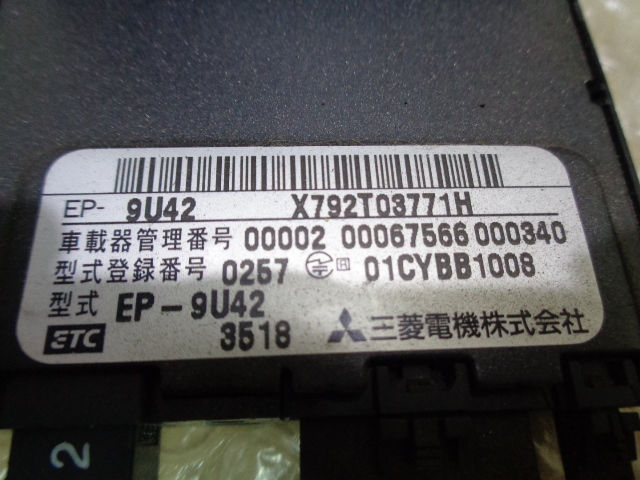 EP- 9U42 X792T03771H
車載器管理番号 00002 00067566 000340
型式登録番号 0257 回 01CYBB1008
型式 EP-9U42
ETC 3518 三菱電機株式会社
2